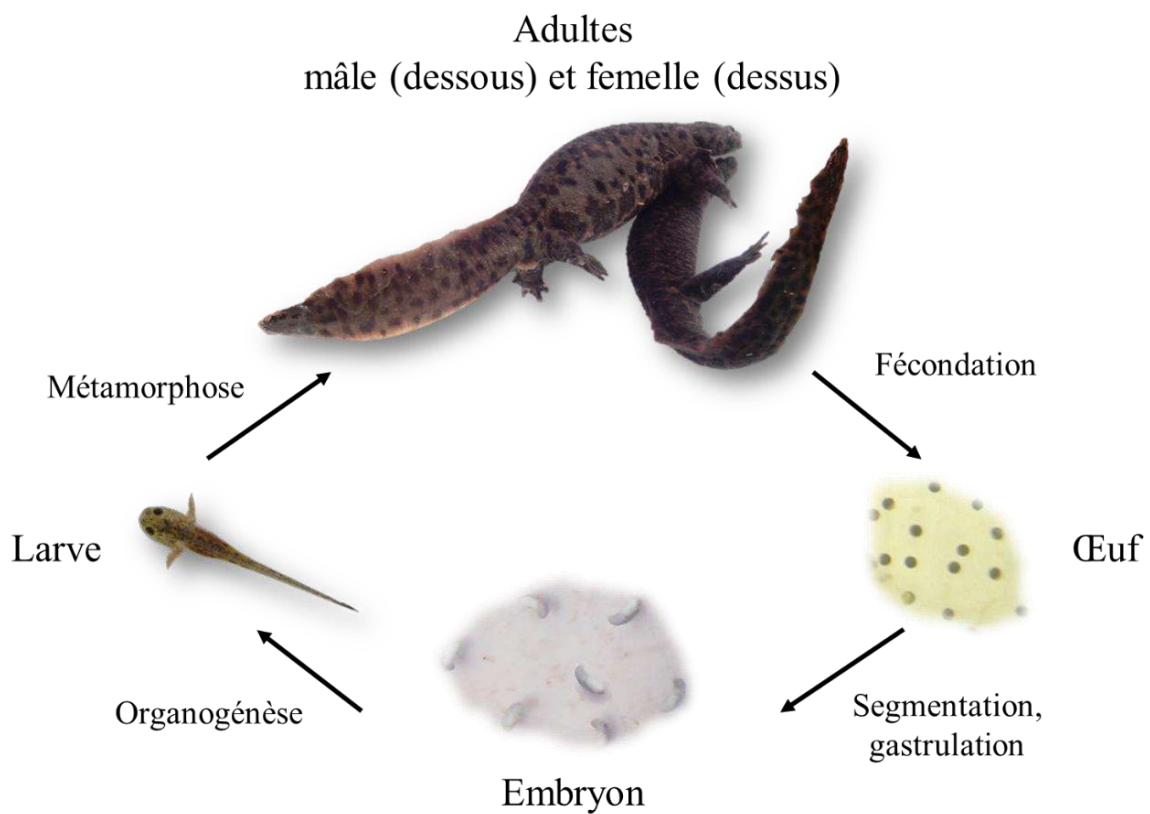 Adultes
mâle (dessous) et femelle (dessus)
Métamorphose
Fécondation
Larve
Œuf
Organogénèse
Segmentation,
gastrulation
Embryon